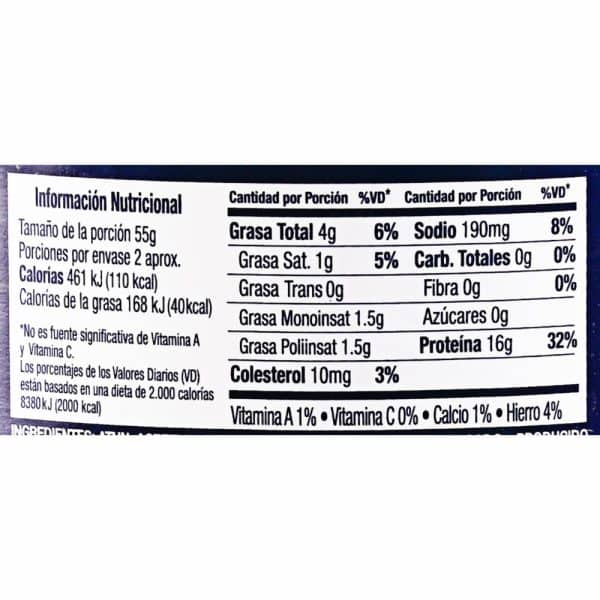 Información Nutricional
Tamaño de la porción 55g
Porciones por envase 2 aprox.
Calorías 461 kJ (110 kcal)
Calorías de la grasa 168 kJ (40kcal)
*No es fuente significativa de Vitamina A
y Vitamina C.
Los porcentajes de los Valores Diarios (VD)
están basados en una dieta de 2.000 calorías
8380 kJ (2000 kcal)
Cantidad por Porción %VD* Cantidad por Porción %VD*
Grasa Total 4g 6% Sodio 190mg 8%
Grasa Sat. 1g 5% Carb. Totales 0g 0%
Grasa Trans 0g Fibra 0g 0%
Grasa Monoinsat 1.5g Azúcares 0g
Grasa Poliinsat 1.5g Proteína 16g 32%
Colesterol 10mg 3%
Vitamina A 1% • Vitamina C 0% • Calcio 1% • Hierro 4%